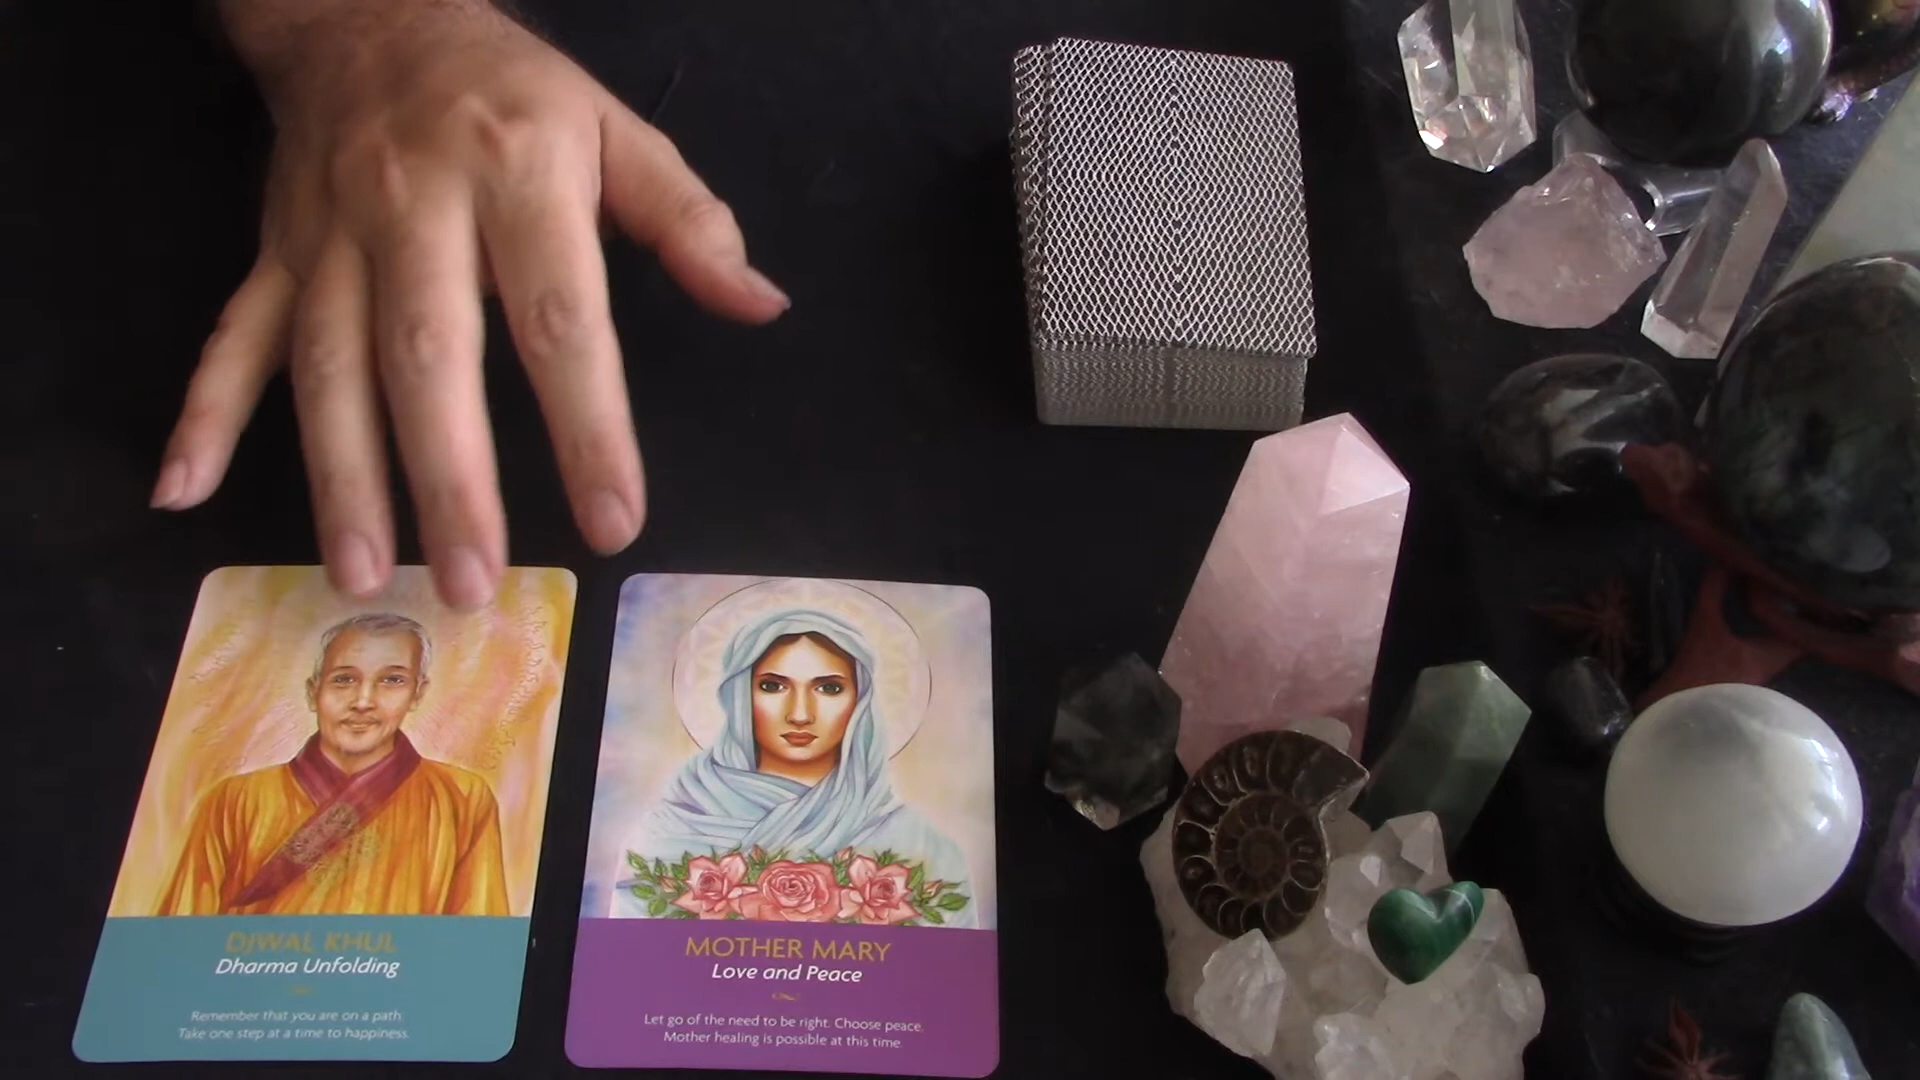 DJWAL KHUL
Dharma Unfolding
Remember that you are on a path.
Take one step at a time to happiness.
MOTHER MARY
Love and Peace
Let go of the need to be right. Choose peace.
Mother healing is possible at this time.